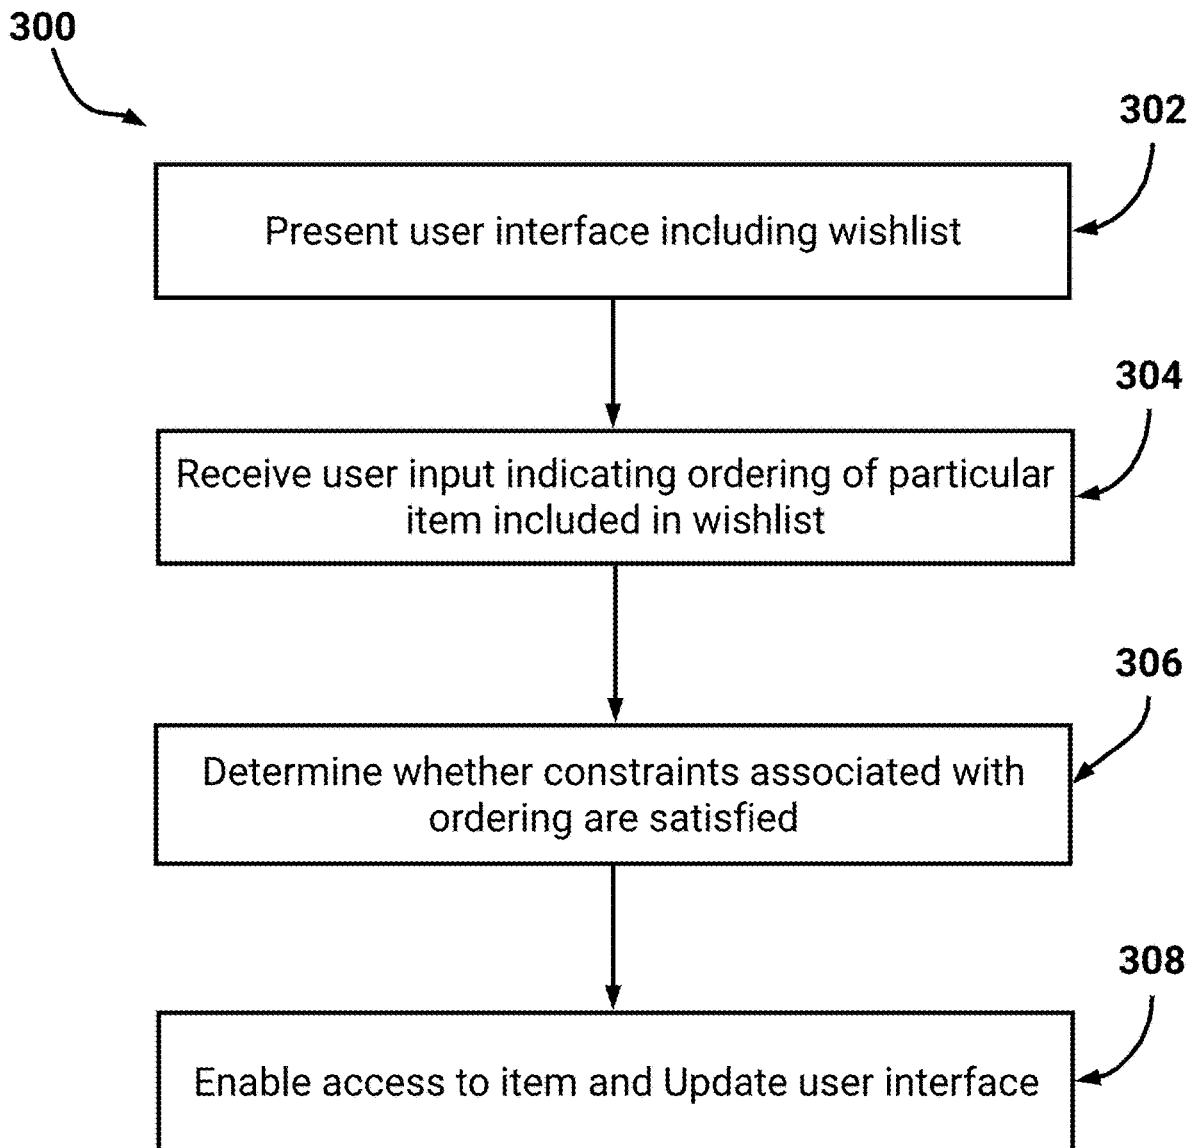 300
302
Present user interface including wishlist
304
Receive user input indicating ordering of particular
item included in wishlist
306
Determine whether constraints associated with
ordering are satisfied
308
Enable access to item and Update user interface